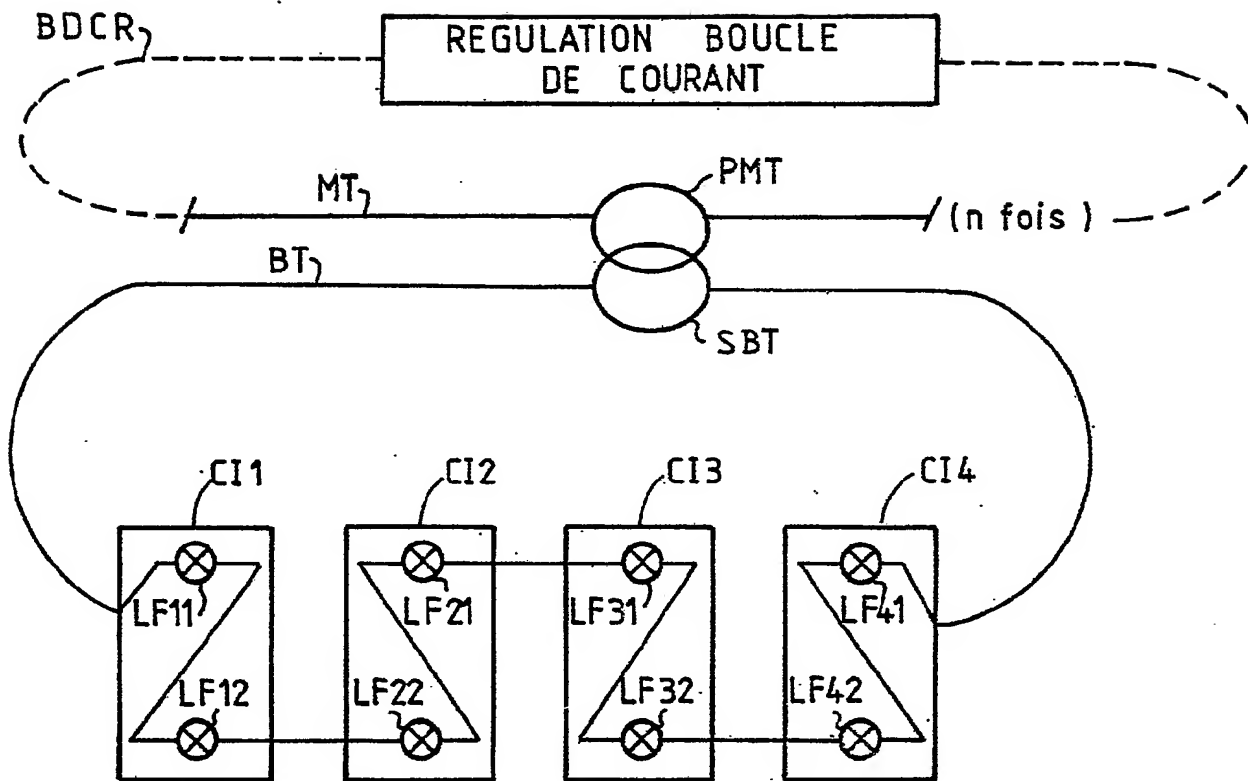 BDCR
REGULATION BOUCLE
DE COURANT
PMT
MT
(n fois)
BT
SBT
CI1
CI2
CI3
CI4
LF11
LF21
LF31
LF41
LF12
LF22
LF32
LF42